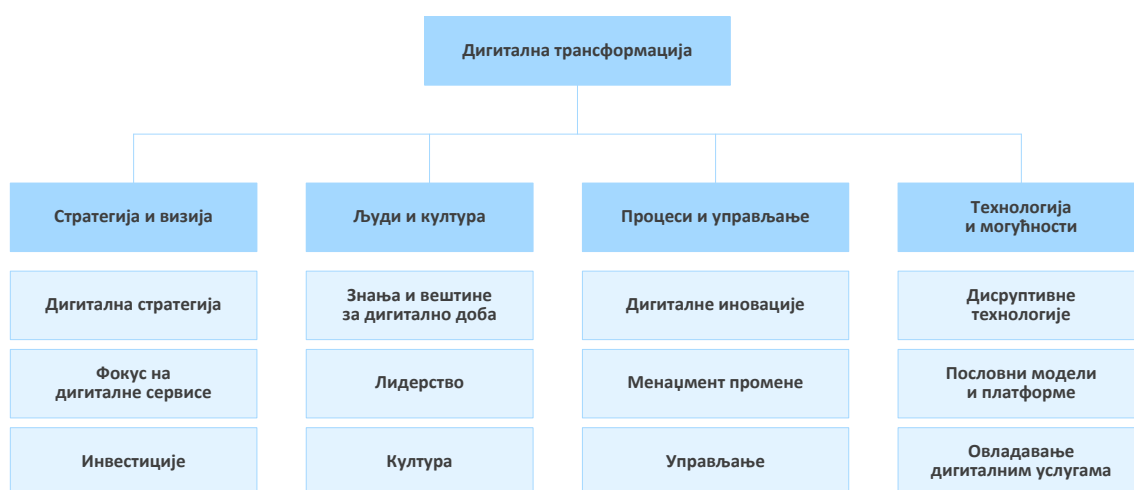 Дигитална трансформација
Стратегија и визија
Људи и култура
Процеси и управљање
Технологија
и могућности
Дигитална стратегија
Знања и вештине
за дигитално доба
Дигиталне иновације
Дисруптивне
технологије
Фокус на
дигиталне сервисе
Лидерство
Менаџмент промене
Пословни модели
и платформе
Инвестиције
Култура
Управљање
Овладавање
дигиталним услугама